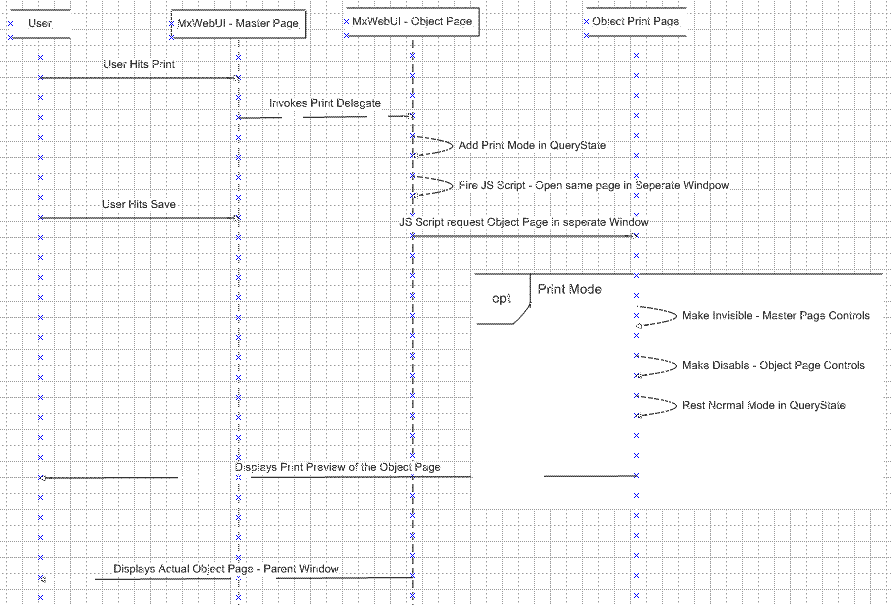 User
MxWebUI - Master Page
MxWebUI - Object Page
Object Print Page
User Hits Print
Invokes Print Delegate
Add Print Mode in QueryState
Fire JS Script - Open same page in Seperate Windpow
User Hits Save
JS Script request Object Page in seperate Window
opt
Print Mode
Make Invisible - Master Page Controls
Make Disable - Object Page Controls
Rest Normal Mode in QueryState
Displays Print Preview of the Object Page
Displays Actual Object Page - Parent Window